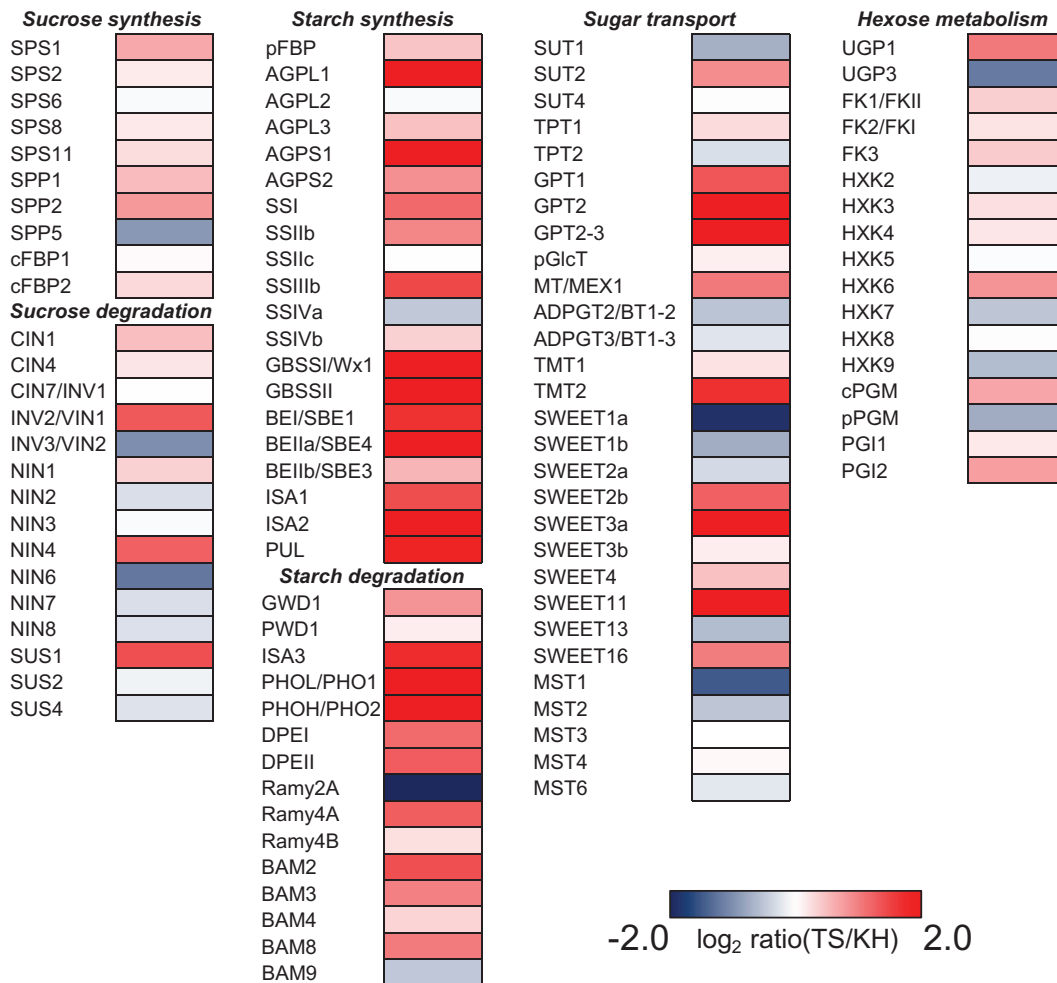 Sucrose synthesis
SPS1
SPS2
SPS6
SPS8
SPS11
SPP1
SPP2
SPP5
cFBP1
cFBP2
Sucrose degradation
CIN1
CIN4
CIN7/INV1
INV2/VIN1
INV3/VIN2
NIN1
NIN2
NIN3
NIN4
NIN6
NIN7
NIN8
SUS1
SUS2
SUS4
Starch synthesis
pFBP
AGPL1
AGPL2
AGPL3
AGPS1
AGPS2
SSI
SSIIb
SSIIc
SSIIIb
SSIVa
SSIVb
GBSSI/Wx1
GBSSII
BEI/SBE1
BEIIa/SBE4
BEIIb/SBE3
ISA1
ISA2
PUL
Starch degradation
GWD1
PWD1
ISA3
PHOL/PHO1
PHOH/PHO2
DPEI
DPEII
Ramy2A
Ramy4A
Ramy4B
BAM2
BAM3
BAM4
BAM8
BAM9
Sugar transport
SUT1
SUT2
SUT4
TPT1
TPT2
GPT1
GPT2
GPT2-3
pGlcT
MT/MEX1
ADPGT2/BT1-2
ADPGT3/BT1-3
TMT1
TMT2
SWEET1a
SWEET1b
SWEET2a
SWEET2b
SWEET3a
SWEET3b
SWEET4
SWEET11
SWEET13
SWEET16
MST1
MST2
MST3
MST4
MST6
Hexose metabolism
UGP1
UGP3
FK1/FKII
FK2/FKI
FK3
HXK2
HXK3
HXK4
HXK5
HXK6
HXK7
HXK8
HXK9
cPGM
pPGM
PGI1
PGI2
-2.0 log₂ ratio(TS/KH) 2.0